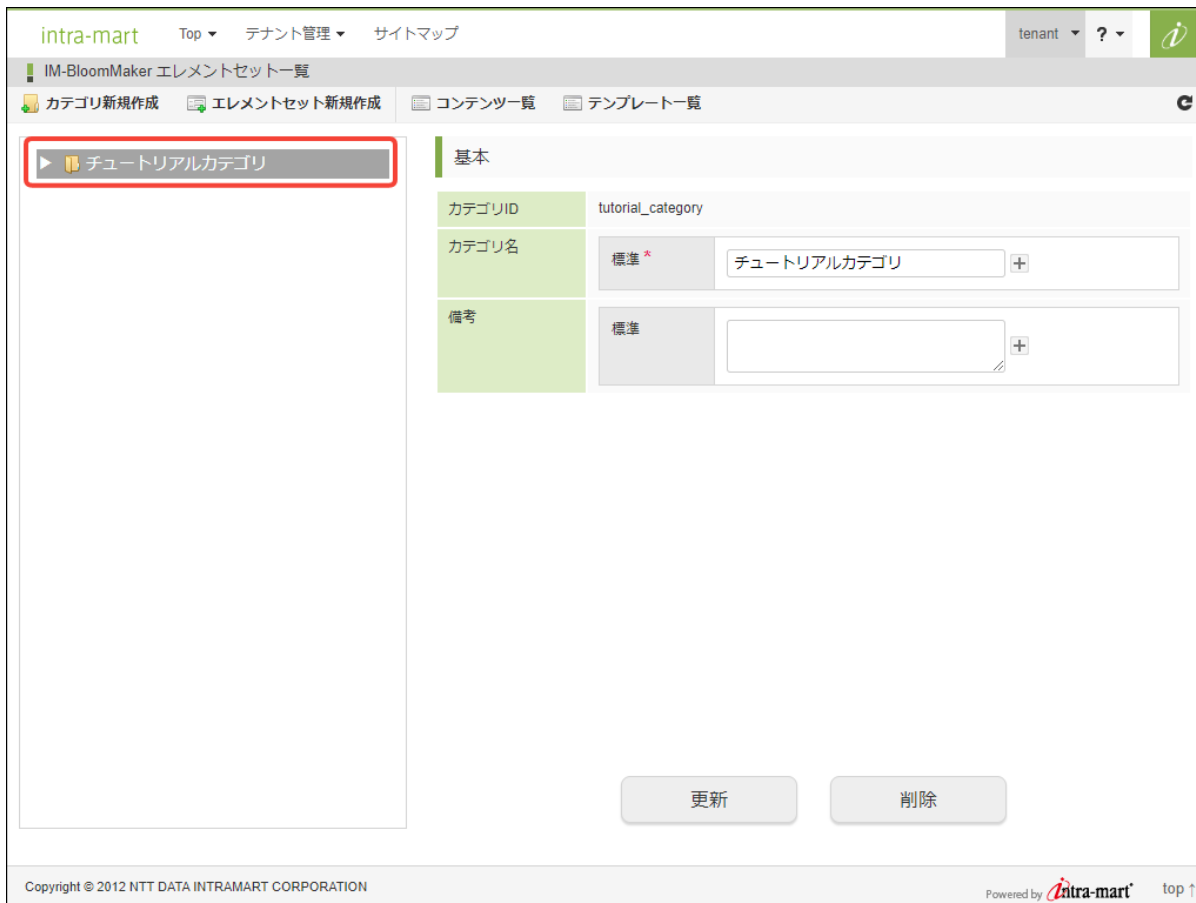 intra-mart Top テナント管理 サイトマップ tenant ?
IM-BloomMaker エレメントセット一覧
カテゴリ新規作成 エレメントセット新規作成 コンテンツ一覧 テンプレート一覧
チュートリアルカテゴリ
基本
カテゴリID tutorial_category
カテゴリ名 標準 * チュートリアルカテゴリ
備考 標準
更新 削除
Copyright © 2012 NTT DATA INTRAMART CORPORATION Powered by intra-mart top ↑